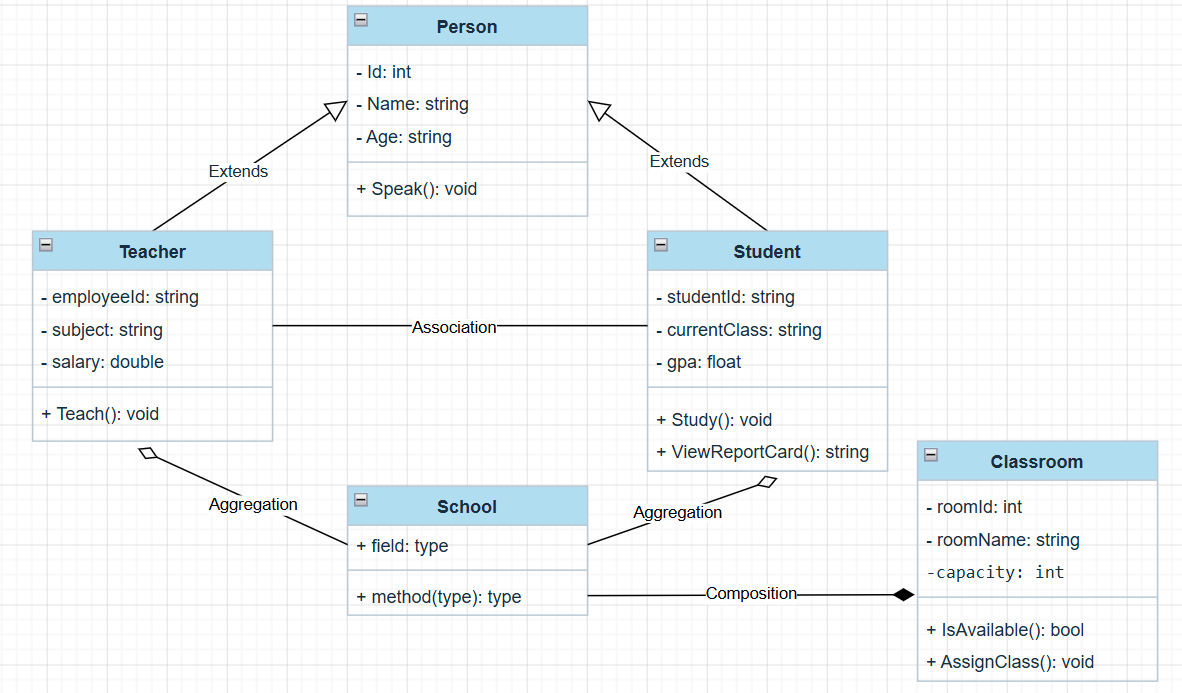 Person
- Id: int
- Name: string
- Age: string
+ Speak(): void
Extends
Extends
Teacher
- employeeId: string
- subject: string
- salary: double
+ Teach(): void
Association
Student
- studentId: string
- currentClass: string
- gpa: float
+ Study(): void
+ ViewReportCard(): string
Aggregation
School
+ field: type
+ method(type): type
Aggregation
Composition
Classroom
- roomId: int
- roomName: string
-capacity: int
+ IsAvailable(): bool
+ AssignClass(): void